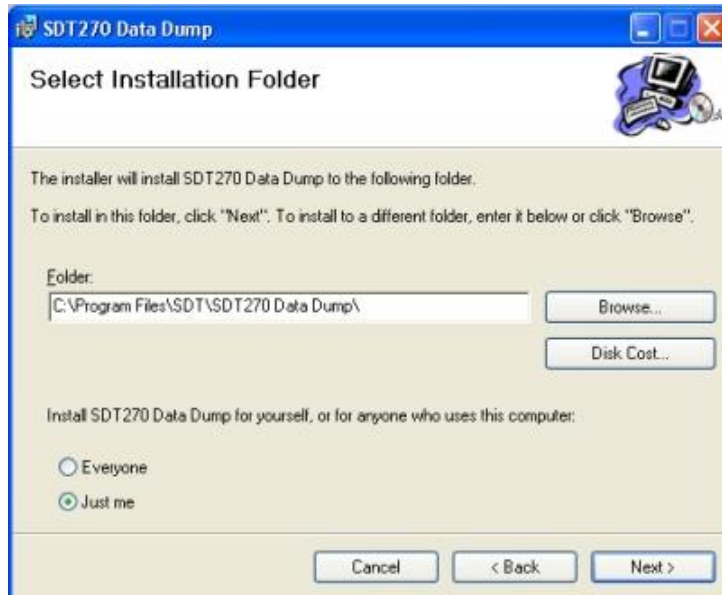 SDT270 Data Dump
Select Installation Folder
The installer will install SDT270 Data Dump to the following folder.
To install in this folder, click "Next". To install to a different folder, enter it below or click "Browse".
Folder:
C:\Program Files\SDT\SDT270 Data Dump\
Browse...
Disk Cost...
Install SDT270 Data Dump for yourself, or for anyone who uses this computer:
Everyone
Just me
Cancel
< Back
Next >